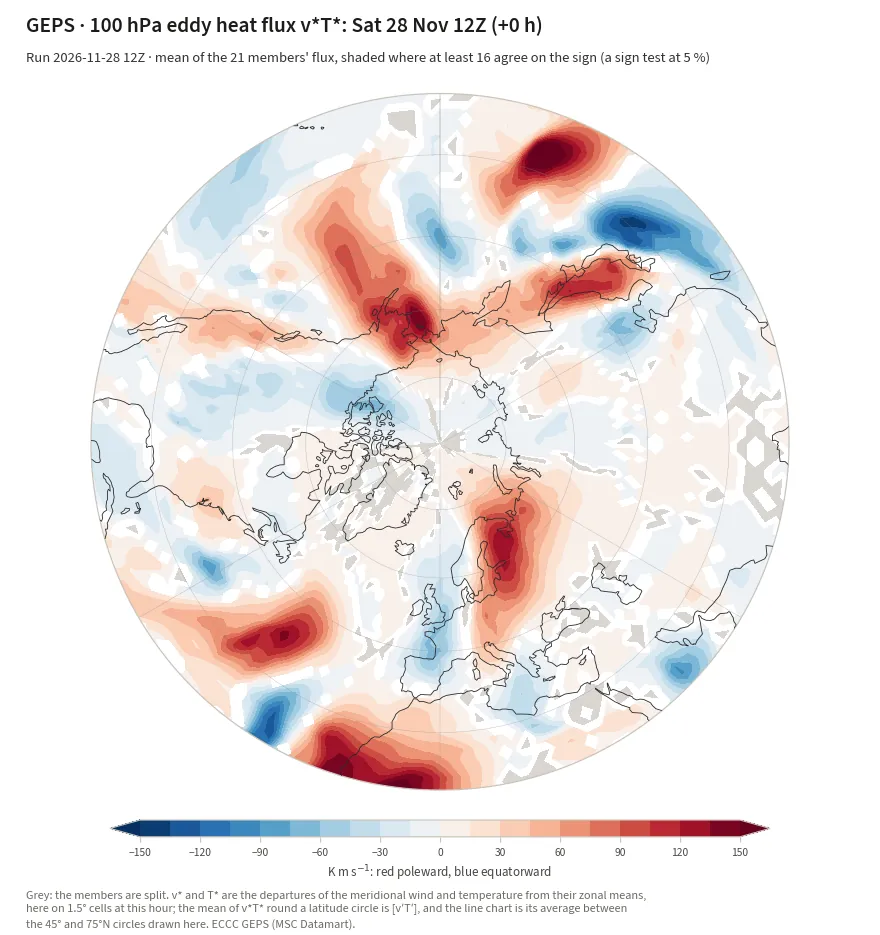 GEPS · 100 hPa eddy heat flux v*T*: Sat 28 Nov 12Z (+0 h)
Run 2026-11-28 12Z · mean of the 21 members' flux, shaded where at least 16 agree on the sign (a sign test at 5 %)
−150 −120 −90 −60 −30 0 30 60 90 120 150
K m s⁻¹: red poleward, blue equatorward
Grey: the members are split. v* and T* are the departures of the meridional wind and temperature from their zonal means,
here on 1.5° cells at this hour; the mean of v*T* round a latitude circle is [v'T'], and the line chart is its average between
the 45° and 75°N circles drawn here. ECCC GEPS (MSC Datamart).